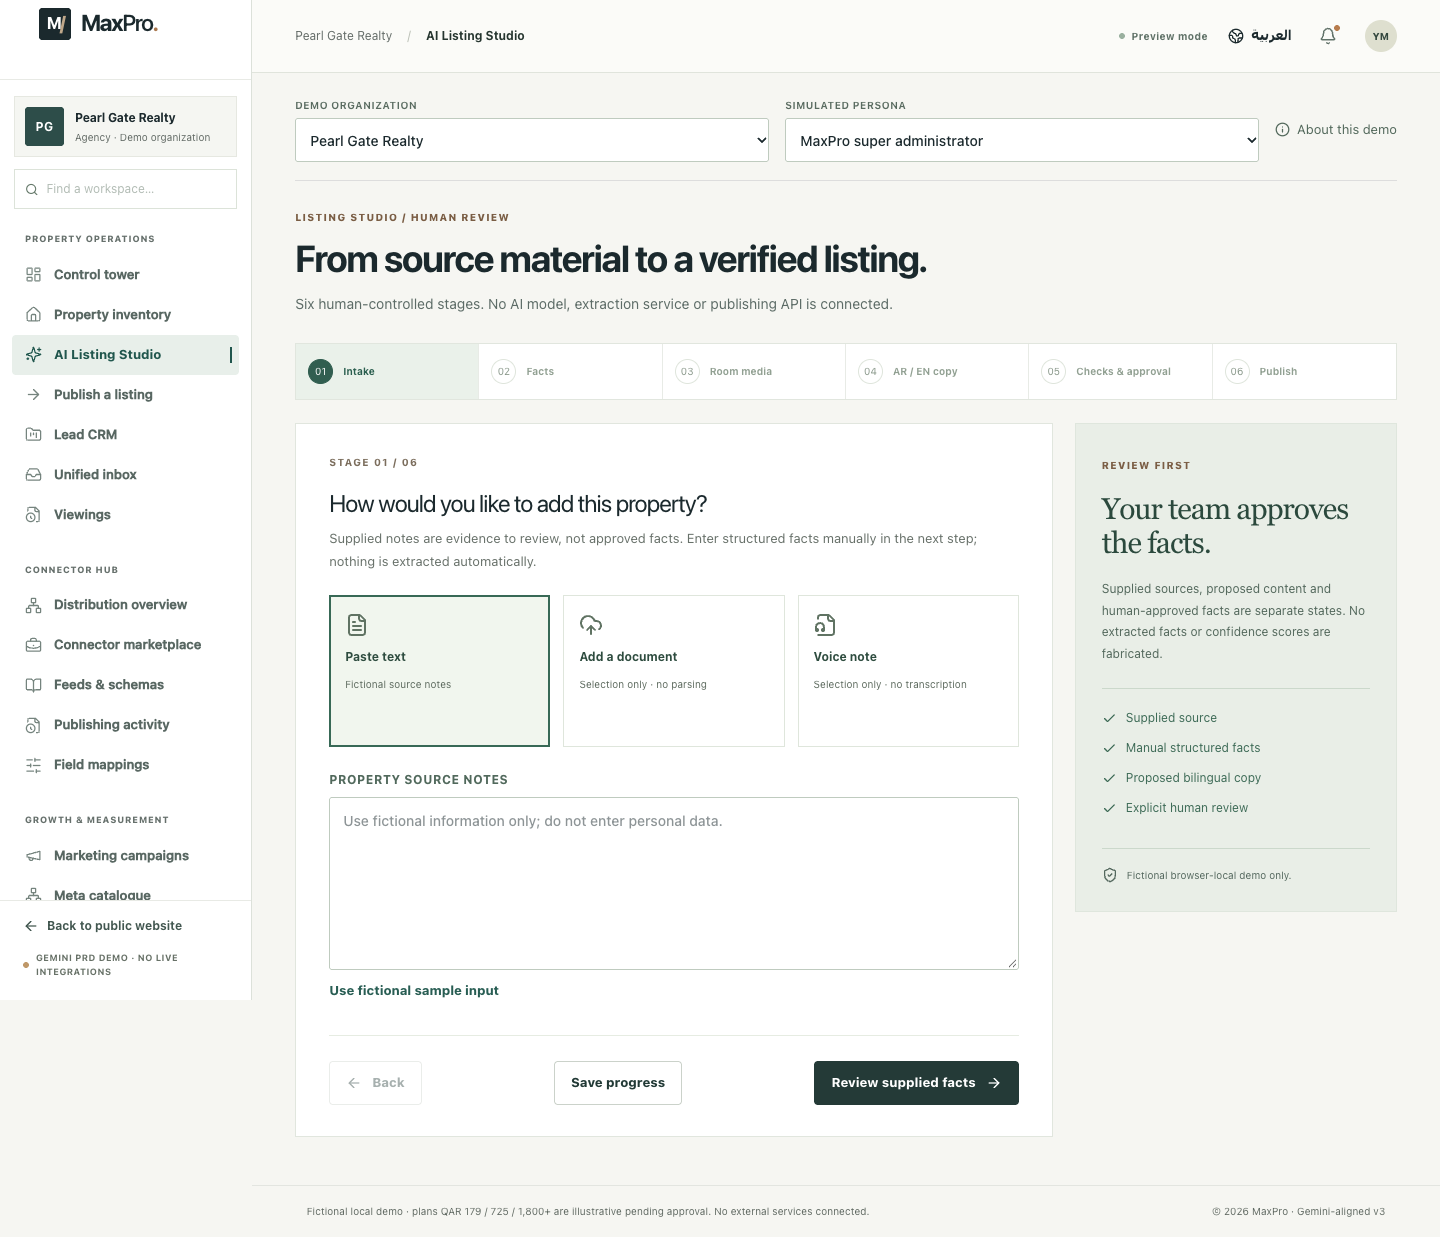 M/ MaxPro.
PG
Pearl Gate Realty
Agency · Demo organization
Find a workspace...
PROPERTY OPERATIONS
Control tower
Property inventory
AI Listing Studio
Publish a listing
Lead CRM
Unified inbox
Viewings
CONNECTOR HUB
Distribution overview
Connector marketplace
Feeds & schemas
Publishing activity
Field mappings
GROWTH & MEASUREMENT
Marketing campaigns
Meta catalogue
Back to public website
GEMINI PRD DEMO · NO LIVE
INTEGRATIONS
Pearl Gate Realty / AI Listing Studio
Preview mode
العربية
YM
DEMO ORGANIZATION
Pearl Gate Realty
SIMULATED PERSONA
MaxPro super administrator
About this demo
LISTING STUDIO / HUMAN REVIEW
From source material to a verified listing.
Six human-controlled stages. No AI model, extraction service or publishing API is connected.
01 Intake
02 Facts
03 Room media
04 AR / EN copy
05 Checks & approval
06 Publish
STAGE 01 / 06
How would you like to add this property?
Supplied notes are evidence to review, not approved facts. Enter structured facts manually in the next step;
nothing is extracted automatically.
Paste text
Fictional source notes
Add a document
Selection only · no parsing
Voice note
Selection only · no transcription
PROPERTY SOURCE NOTES
Use fictional information only; do not enter personal data.
Use fictional sample input
Back
Save progress
Review supplied facts
REVIEW FIRST
Your team approves
the facts.
Supplied sources, proposed content and
human-approved facts are separate states. No
extracted facts or confidence scores are
fabricated.
Supplied source
Manual structured facts
Proposed bilingual copy
Explicit human review
Fictional browser-local demo only.
Fictional local demo · plans QAR 179 / 725 / 1,800+ are illustrative pending approval. No external services connected.
© 2026 MaxPro · Gemini-aligned v3